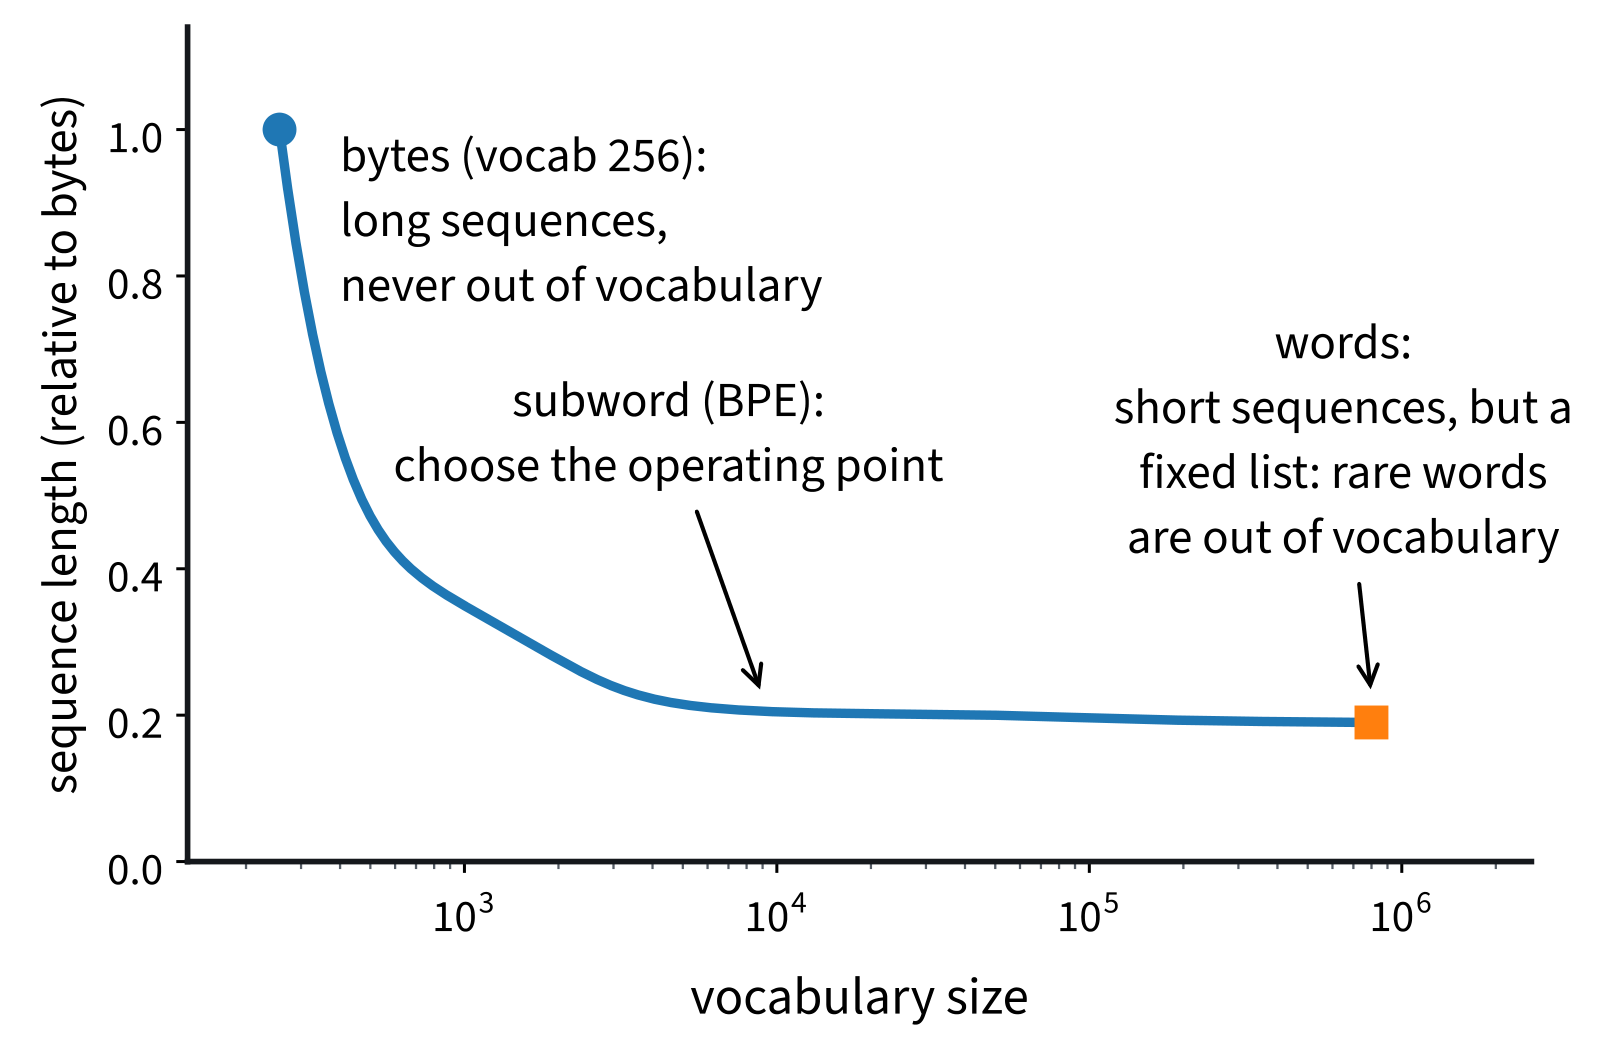 sequence length (relative to bytes)
1.0
0.8
0.6
0.4
0.2
0.0
bytes (vocab 256):
long sequences,
never out of vocabulary
subword (BPE):
choose the operating point
words:
short sequences, but a
fixed list: rare words
are out of vocabulary
10³
10⁴
10⁵
10⁶
vocabulary size